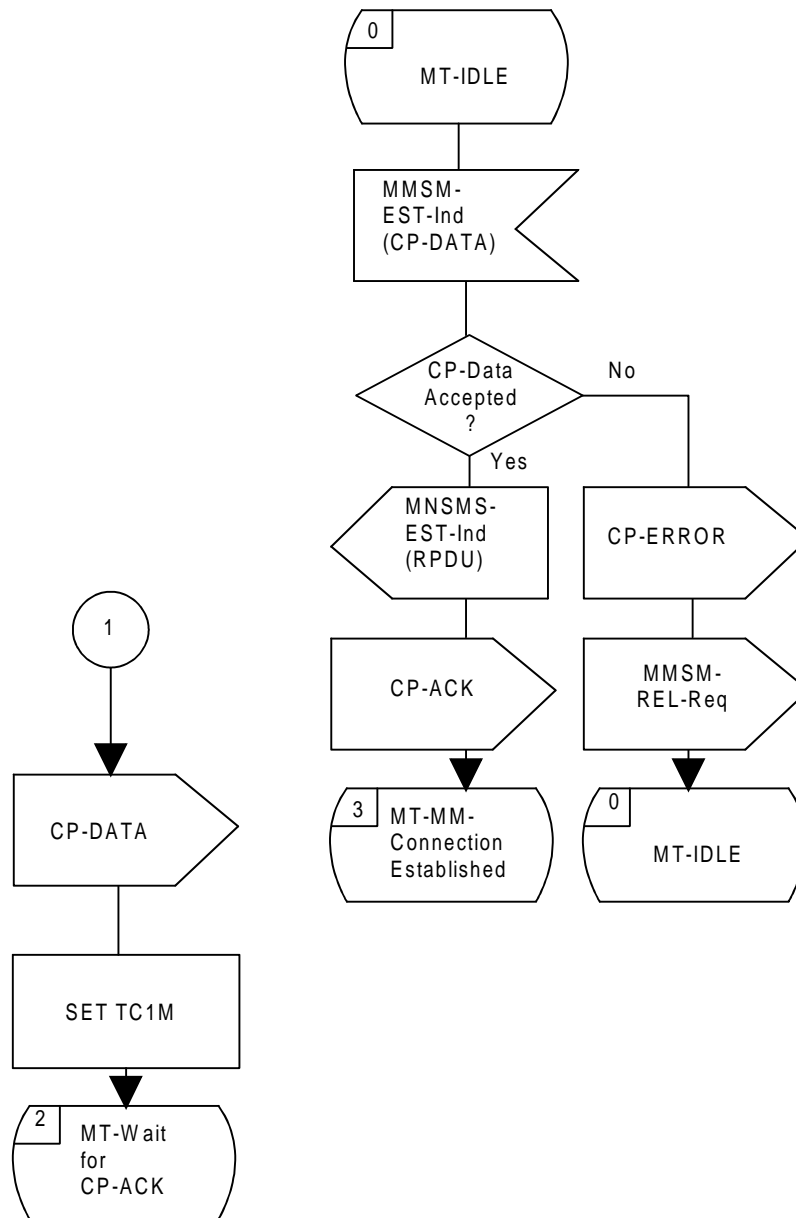 0
MT-IDLE
MMSM-
EST-Ind
(CP-DATA)
CP-Data
Accepted
?
No
Yes
MNSMS-
EST-Ind
(RPDU)
CP-ERROR
1
CP-ACK
MMSM-
REL-Req
3
MT-MM-
Connection
Established
0
MT-IDLE
CP-DATA
SET TC1M
2
MT-Wait
for
CP-ACK